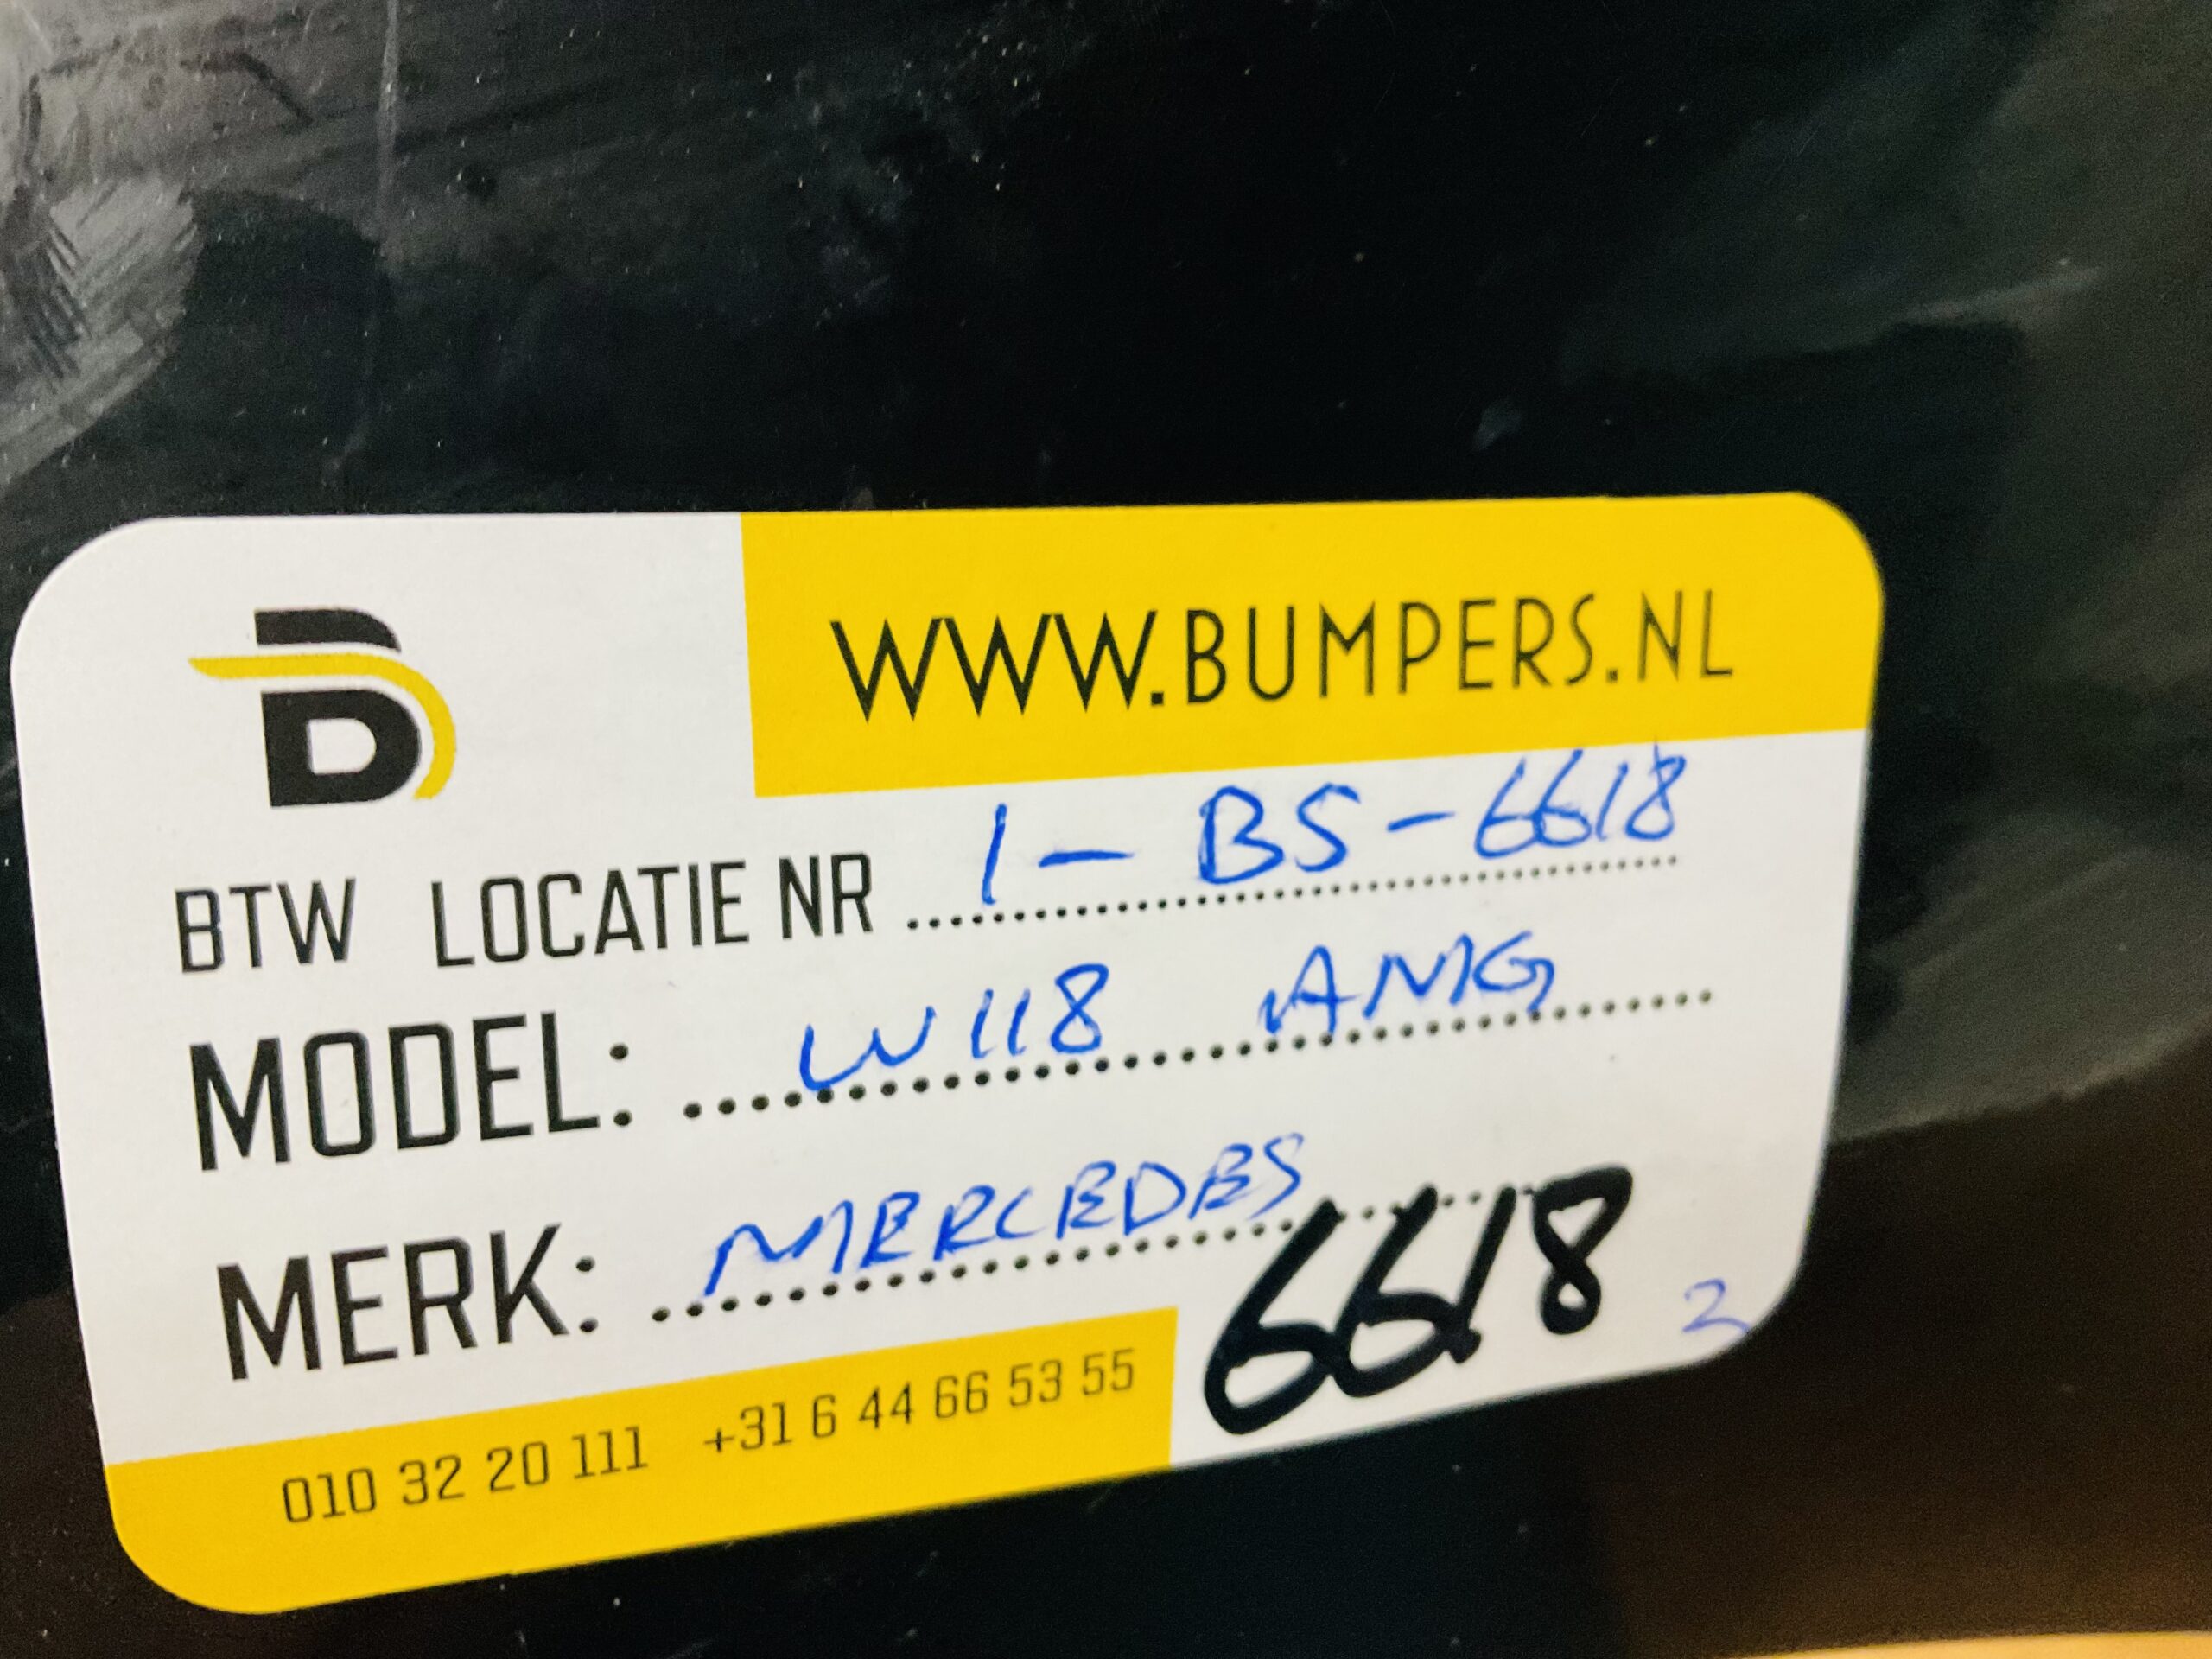 WWW.BUMPERS.NL
BTW LOCATIE NR 1-BS-6618
MODEL: W118 AMG
MERK: MERCEDES
6618
2
010 32 20 111 +31 6 44 66 53 55